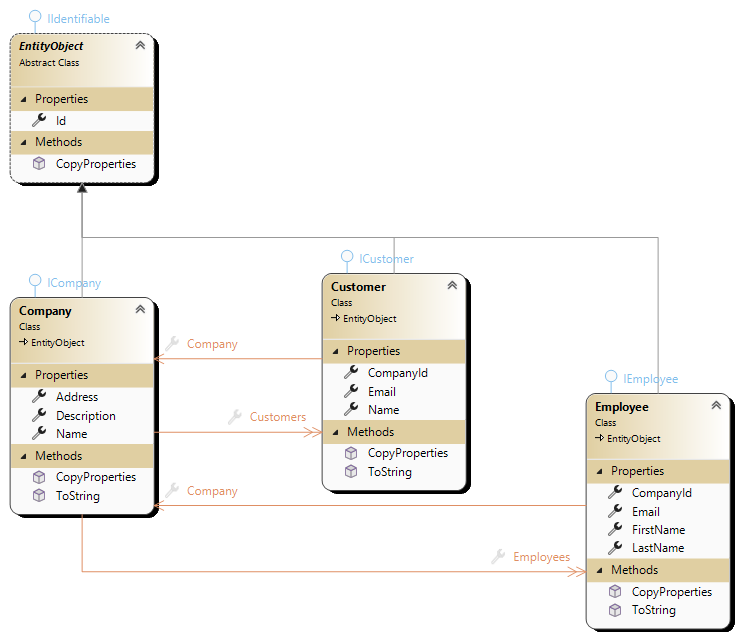 IIdentifiable
EntityObject
Abstract Class
Properties
Id
Methods
CopyProperties
ICompany
Company
Class
EntityObject
Properties
Address
Description
Name
Methods
CopyProperties
ToString
ICustomer
Customer
Class
EntityObject
Properties
CompanyId
Email
Name
Methods
CopyProperties
ToString
Company
Customers
Company
Employees
IEmployee
Employee
Class
EntityObject
Properties
CompanyId
Email
FirstName
LastName
Methods
CopyProperties
ToString